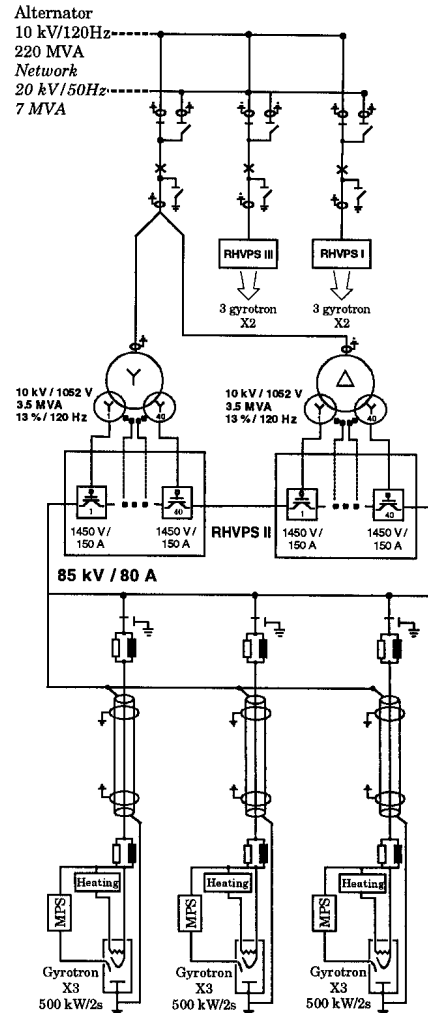 Alternator
10 kV/120Hz
220 MVA
Network
20 kV/50Hz
7 MVA
RHVPS III
RHVPS I
3 gyrotron
X2
3 gyrotron
X2
10 kV / 1052 V
3.5 MVA
13 % / 120 Hz
Y
Y
1
Y
40
10 kV / 1052 V
3.5 MVA
13 % / 120 Hz
Δ
Y
1
Y
40
1
40
1450 V/
150 A
1450 V/
150 A
RHVPS II
1
40
1450 V/
150 A
1450 V/
150 A
85 kV / 80 A
Heating
MPS
Gyrotron
X3
500 kW/2s
Heating
MPS
Gyrotron
X3
500 kW/2s
Heating
MPS
Gyrotron
X3
500 kW/2s